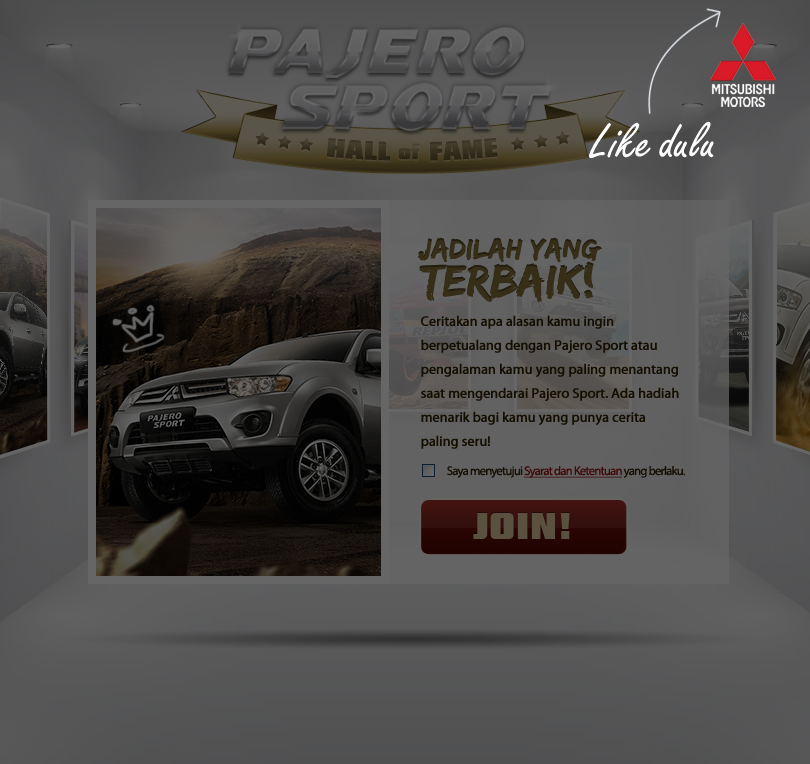 PAJERO
SPORT
HALL of FAME
MITSUBISHI
MOTORS
Like dulu
JADILAH YANG
TERBAIK!
Ceritakan apa alasan kamu ingin
berpetualang dengan Pajero Sport atau
pengalaman kamu yang paling menantang
saat mengendarai Pajero Sport. Ada hadiah
menarik bagi kamu yang punya cerita
paling seru!
PAJERO
SPORT
Saya menyetujui Syarat dan Ketentuan yang berlaku.
JOIN!